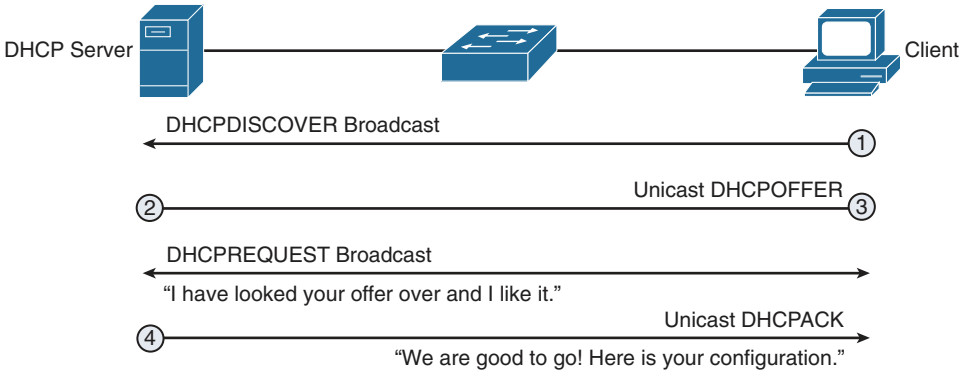 DHCP Server
Client
DHCPDISCOVER Broadcast
1
Unicast DHCPOFFER
2
3
DHCPREQUEST Broadcast
“I have looked your offer over and I like it.”
Unicast DHCPACK
4
“We are good to go! Here is your configuration.”